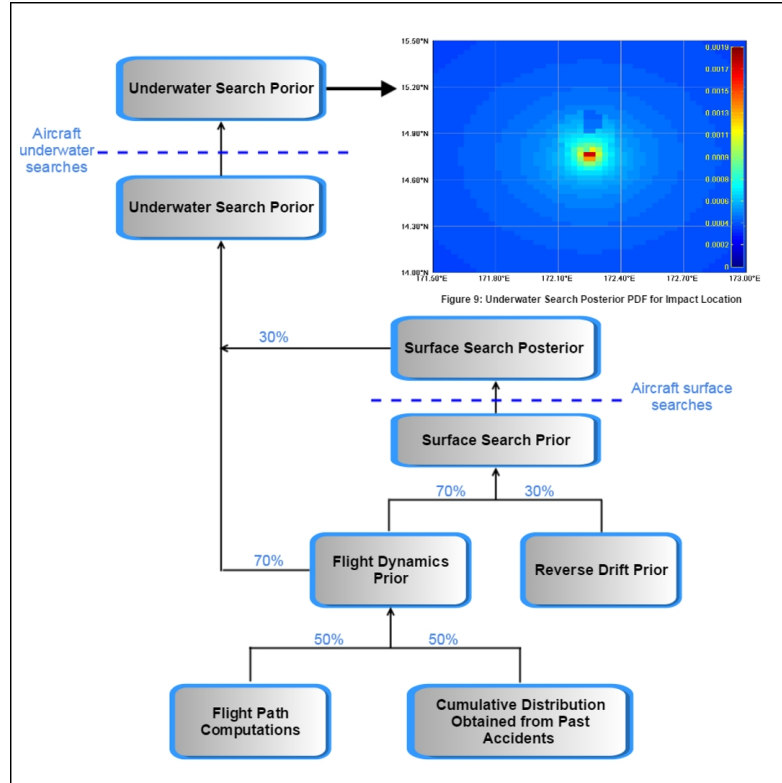 Underwater Search Porior
Aircraft
underwater
searches
Underwater Search Porior
15.50°N
15.20°N
14.90°N
14.60°N
14.30°N
14.00°N
171.50°E
171.80°E
172.10°E
172.40°E
172.70°E
173.00°E
0.0019
0.0018
0.0016
0.0014
0.0012
0.0009
0.0008
0.0006
0.0004
0.0002
0
Figure 9: Underwater Search Posterior PDF for Impact Location
30%
Surface Search Posterior
Aircraft surface
searches
Surface Search Prior
70%
30%
70%
Flight Dynamics
Prior
Reverse Drift Prior
50%
50%
Flight Path
Computations
Cumulative Distribution
Obtained from Past
Accidents